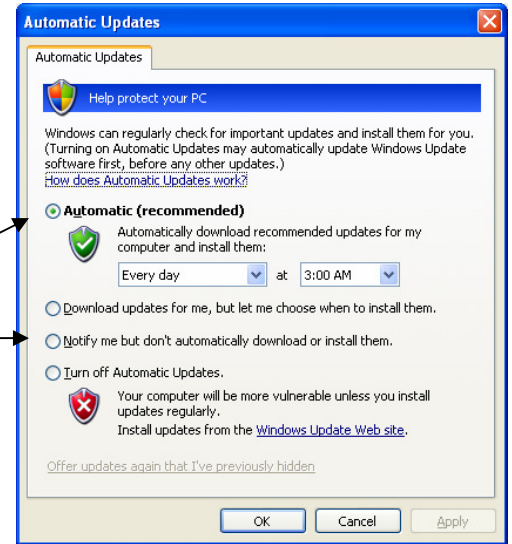 Automatic Updates
Automatic Updates
Help protect your PC
Windows can regularly check for important updates and install them for you.
(Turning on Automatic Updates may automatically update Windows Update
software first, before any other updates.)
How does Automatic Updates work?
Automatic (recommended)
Automatically download recommended updates for my
computer and install them:
Every day at 3:00 AM
Download updates for me, but let me choose when to install them.
Notify me but don't automatically download or install them.
Turn off Automatic Updates.
Your computer will be more vulnerable unless you install
updates regularly.
Install updates from the Windows Update Web site.
Offer updates again that I've previously hidden
OK Cancel Apply